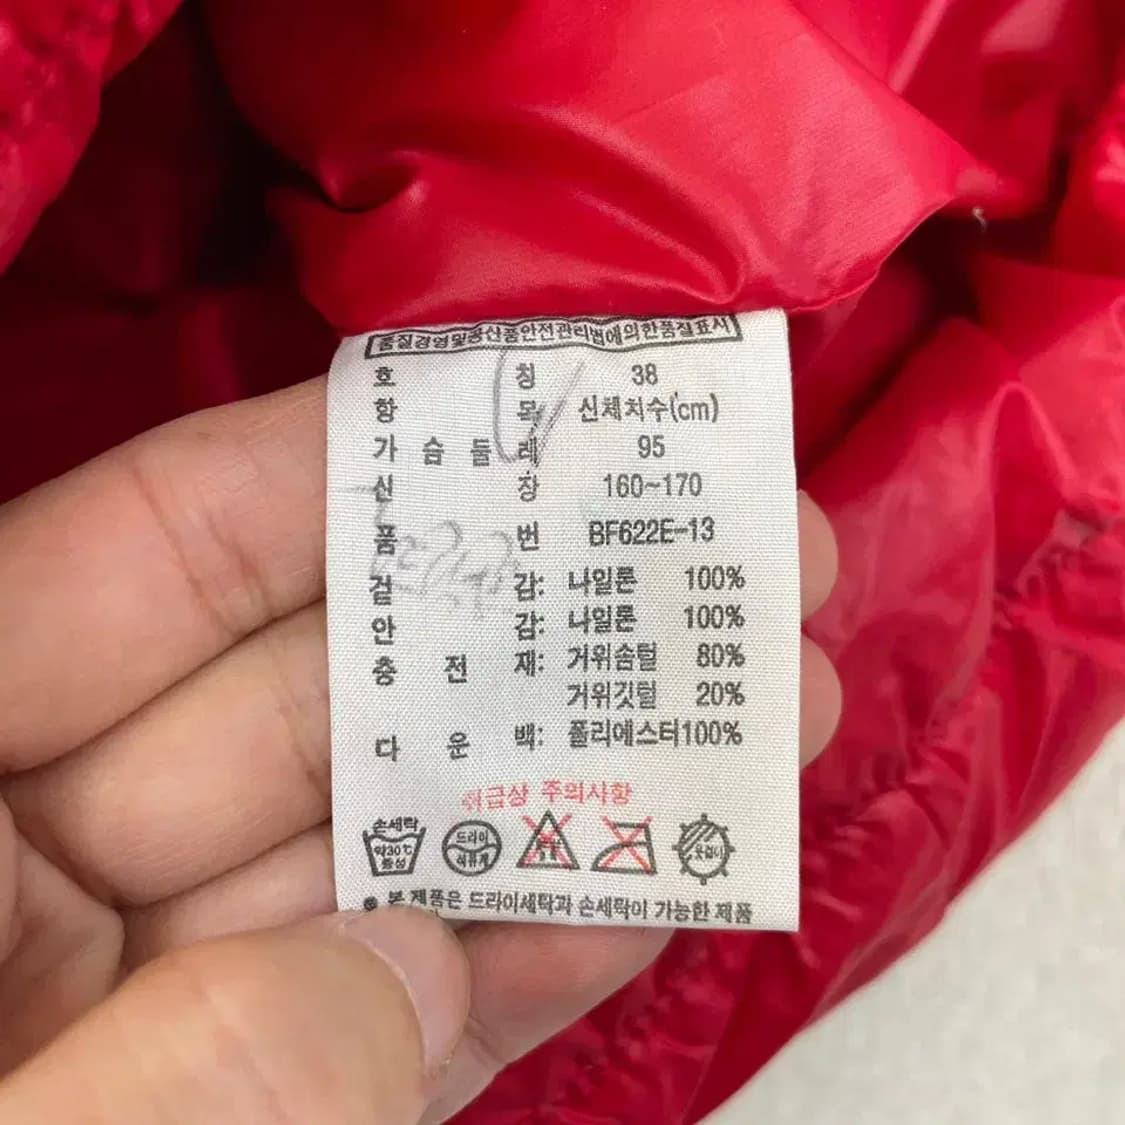 품질경영및공산품안전관리법에의한품질표시
호 칭 38
항 목 신체치수(cm)
가 슴 둘 레 95
신 장 160~170
품 번 BF622E-13
겉 감: 나일론 100%
안 감: 나일론 100%
충 전 재: 거위솜털 80%
거위깃털 20%
다 운 백: 폴리에스터100%
취급상 주의사항
손세탁 약30℃ 중성
드라이 석유계
옷걸이
● 본 제품은 드라이세탁과 손세탁이 가능한 제품